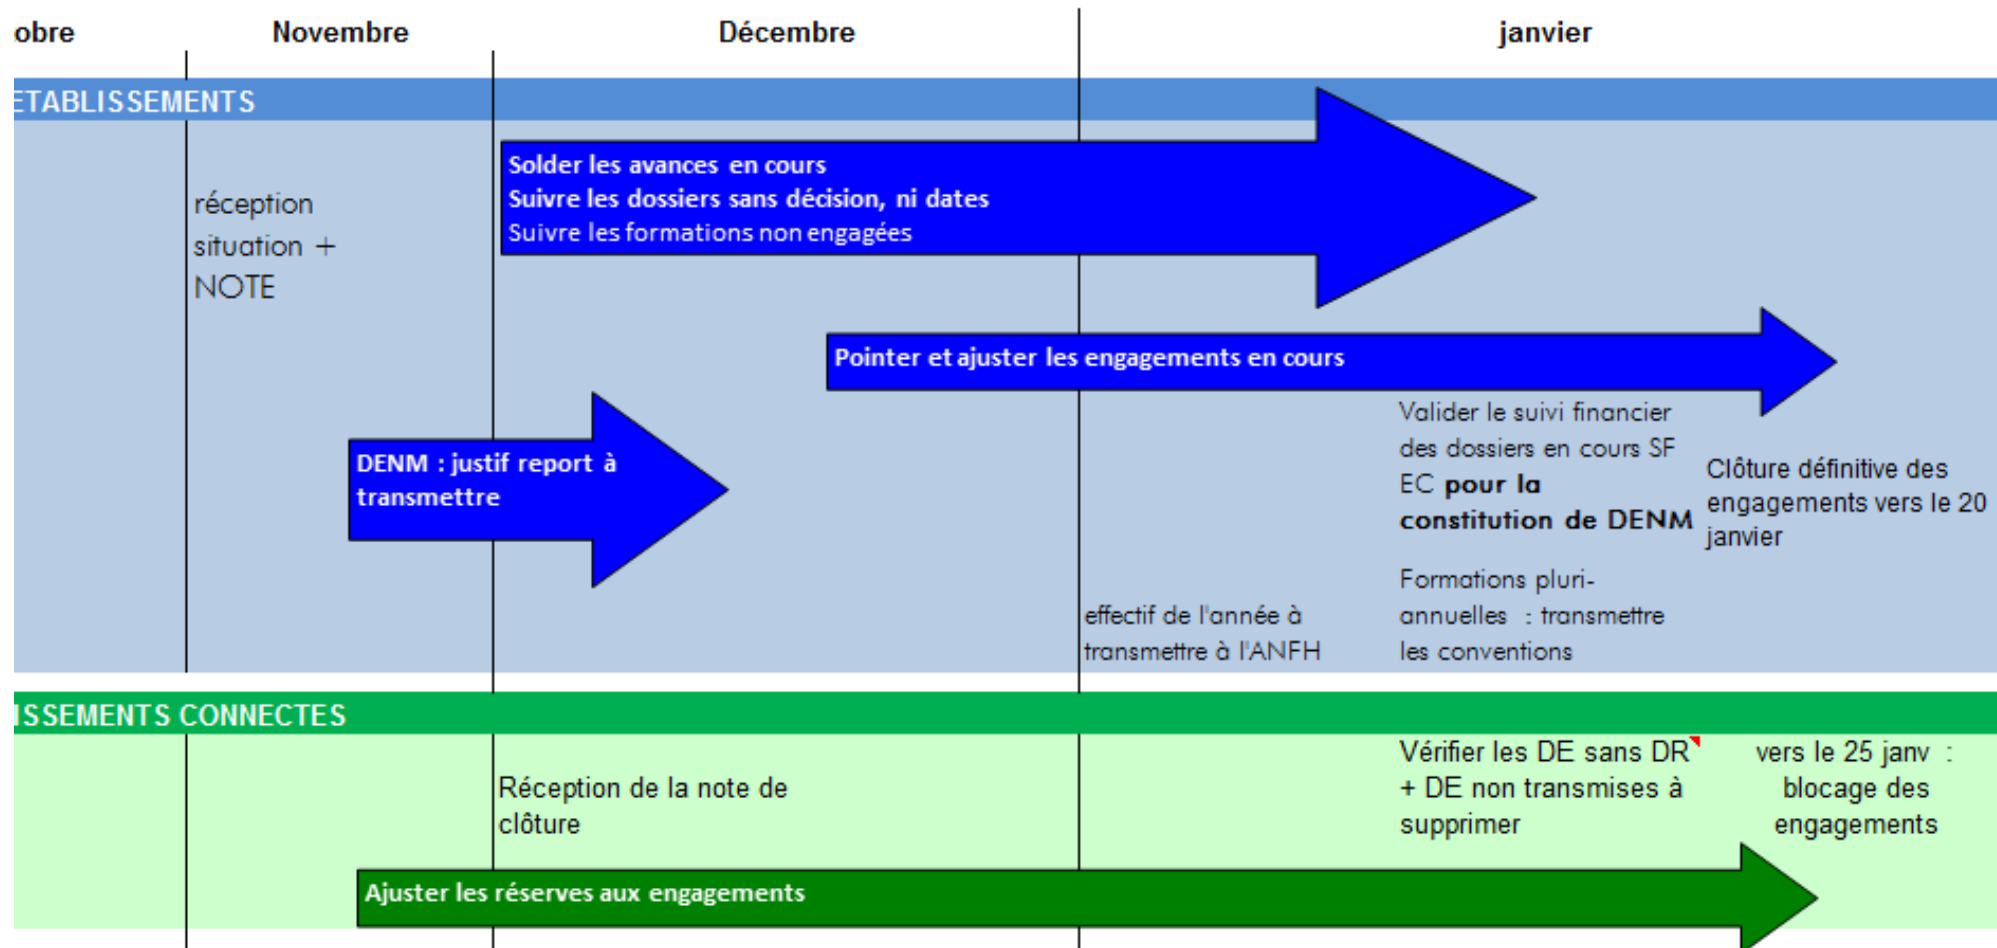 obre
Novembre
Décembre
janvier
ETABLISSEMENTS
réception
situation +
NOTE
Solder les avances en cours
Suivre les dossiers sans décision, ni dates
Suivre les formations non engagées
Pointer et ajuster les engagements en cours
DENM : justif report à
transmettre
Valider le suivi financier
des dossiers en cours SF
EC pour la
constitution de DENM
Clôture définitive des
engagements vers le 20
janvier
effectif de l'année à
transmettre à l'ANFH
Formations pluri-
annuelles : transmettre
les conventions
ISSEMENTS CONNECTES
Réception de la note de
clôture
Vérifier les DE sans DR
+ DE non transmises à
supprimer
vers le 25 janv :
blocage des
engagements
Ajuster les réserves aux engagements